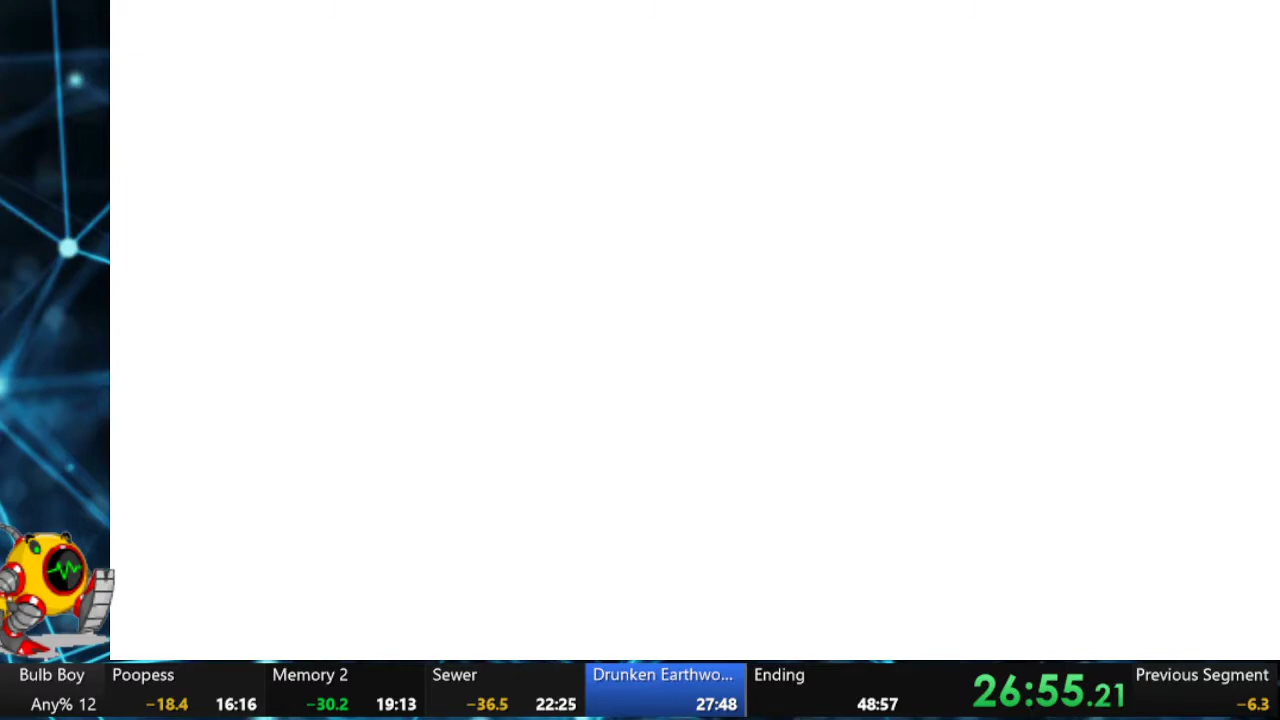 Bulb Boy
Any% 12
Poopess
−18.4 16:16
Memory 2
−30.2 19:13
Sewer
−36.5 22:25
Drunken Earthwo...
27:48
Ending
48:57
26:55.21
Previous Segment
−6.3